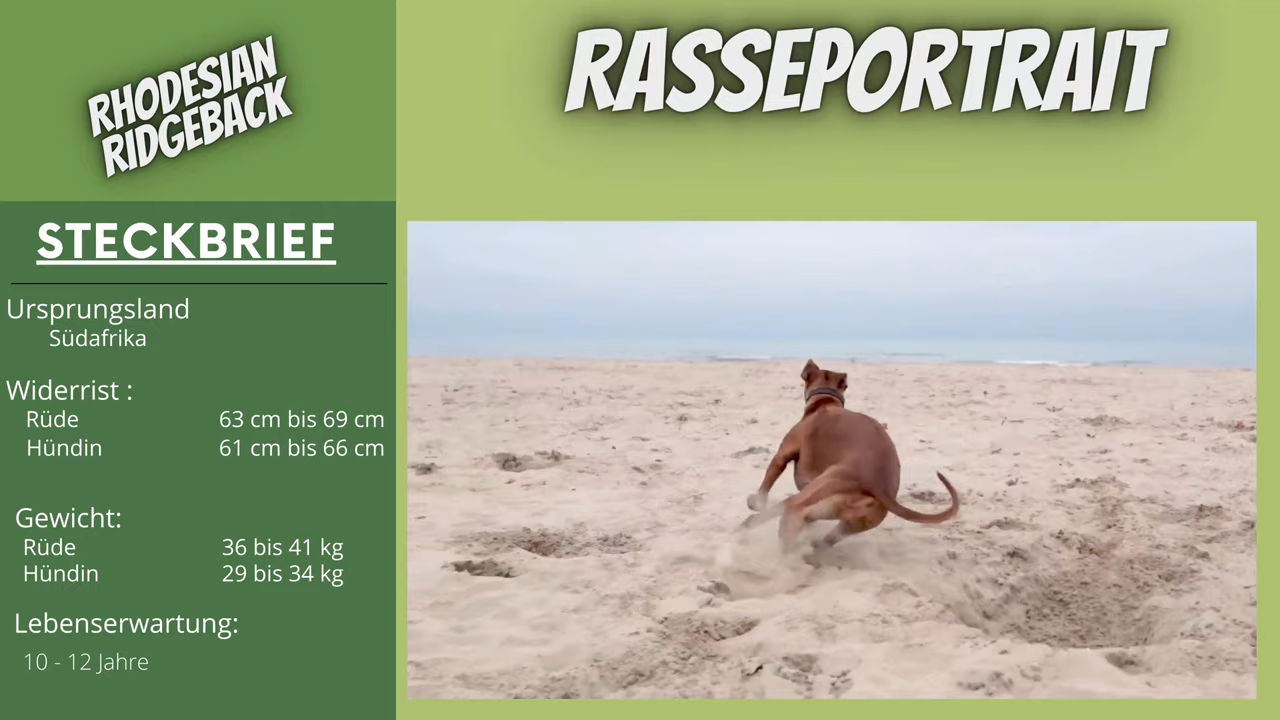 RHODESIAN
RIDGEBACK
RASSEPORTRAIT
STECKBRIEF
Ursprungsland
Südafrika
Widerrist :
Rüde 63 cm bis 69 cm
Hündin 61 cm bis 66 cm
Gewicht:
Rüde 36 bis 41 kg
Hündin 29 bis 34 kg
Lebenserwartung:
10 - 12 Jahre